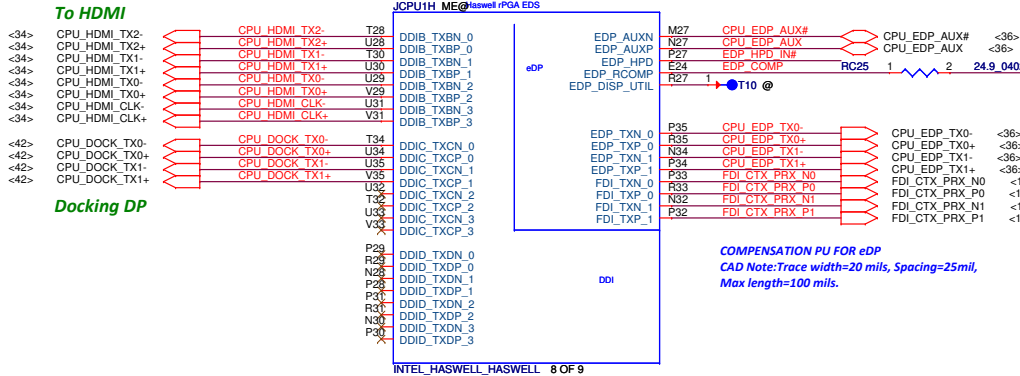 To HDMI
JCPU1H ME@ Haswell rPGA EDS
<34> CPU_HDMI_TX2- CPU_HDMI_TX2- T28 DDIB_TXBN_0
<34> CPU_HDMI_TX2+ CPU_HDMI_TX2+ U28 DDIB_TXBP_0
<34> CPU_HDMI_TX1- CPU_HDMI_TX1- T30 DDIB_TXBN_1
<34> CPU_HDMI_TX1+ CPU_HDMI_TX1+ U30 DDIB_TXBP_1
<34> CPU_HDMI_TX0- CPU_HDMI_TX0- U29 DDIB_TXBN_2
<34> CPU_HDMI_TX0+ CPU_HDMI_TX0+ V29 DDIB_TXBP_2
<34> CPU_HDMI_CLK- CPU_HDMI_CLK- U31 DDIB_TXBN_3
<34> CPU_HDMI_CLK+ CPU_HDMI_CLK+ V31 DDIB_TXBP_3
<42> CPU_DOCK_TX0- CPU_DOCK_TX0- T34 DDIC_TXCN_0
<42> CPU_DOCK_TX0+ CPU_DOCK_TX0+ U34 DDIC_TXCP_0
<42> CPU_DOCK_TX1- CPU_DOCK_TX1- U35 DDIC_TXCN_1
<42> CPU_DOCK_TX1+ CPU_DOCK_TX1+ V35 DDIC_TXCP_1
U32 DDIC_TXCN_2
T32 DDIC_TXCP_2
U33 DDIC_TXCN_3
V33 DDIC_TXCP_3
Docking DP
P29 DDID_TXDN_0
R29 DDID_TXDP_0
N28 DDID_TXDN_1
P28 DDID_TXDP_1
P31 DDID_TXDN_2
R31 DDID_TXDP_2
N30 DDID_TXDN_3
P30 DDID_TXDP_3
eDP
EDP_AUXN M27 CPU_EDP_AUX# CPU_EDP_AUX# <36>
EDP_AUXP N27 CPU_EDP_AUX CPU_EDP_AUX <36>
EDP_HPD P27 EDP_HPD_IN#
EDP_RCOMP E24 EDP_COMP RC25 1 2 24.9_040
EDP_DISP_UTIL R27 1 T10 @
EDP_TXN_0 P35 CPU_EDP_TX0- CPU_EDP_TX0- <36>
EDP_TXP_0 R35 CPU_EDP_TX0+ CPU_EDP_TX0+ <36>
EDP_TXN_1 N34 CPU_EDP_TX1- CPU_EDP_TX1- <36>
EDP_TXP_1 P34 CPU_EDP_TX1+ CPU_EDP_TX1+ <36>
FDI_TXN_0 P33 FDI_CTX_PRX_N0 FDI_CTX_PRX_N0 <1
FDI_TXP_0 R33 FDI_CTX_PRX_P0 FDI_CTX_PRX_P0 <1
FDI_TXN_1 N32 FDI_CTX_PRX_N1 FDI_CTX_PRX_N1 <1
FDI_TXP_1 P32 FDI_CTX_PRX_P1 FDI_CTX_PRX_P1 <1
COMPENSATION PU FOR eDP
CAD Note:Trace width=20 mils, Spacing=25mil,
Max length=100 mils.
DDI
INTEL_HASWELL_HASWELL 8 OF 9